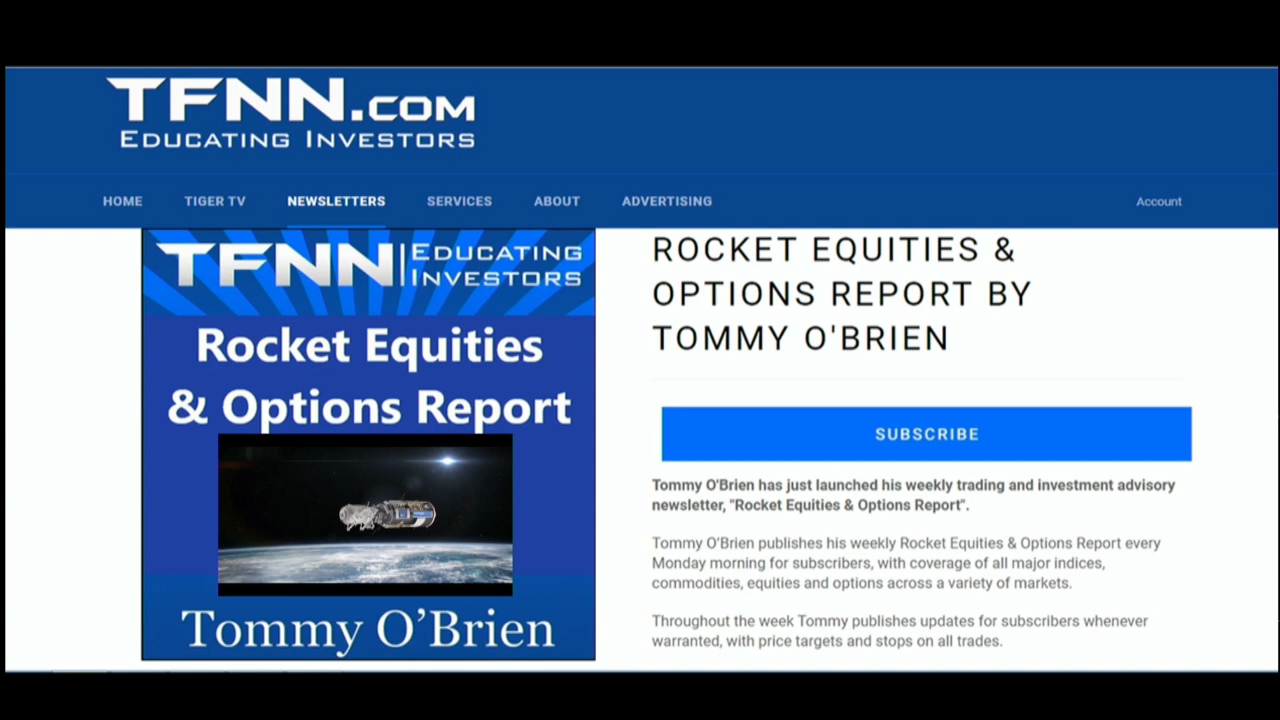 TFNN.COM
EDUCATING INVESTORS
HOME TIGER TV NEWSLETTERS SERVICES ABOUT ADVERTISING Account
TFNN EDUCATING
INVESTORS
Rocket Equities
& Options Report
Tommy O'Brien
ROCKET EQUITIES &
OPTIONS REPORT BY
TOMMY O'BRIEN
SUBSCRIBE
Tommy O'Brien has just launched his weekly trading and investment advisory
newsletter, "Rocket Equities & Options Report".
Tommy O'Brien publishes his weekly Rocket Equities & Options Report every
Monday morning for subscribers, with coverage of all major indices,
commodities, equities and options across a variety of markets.
Throughout the week Tommy publishes updates for subscribers whenever
warranted, with price targets and stops on all trades.